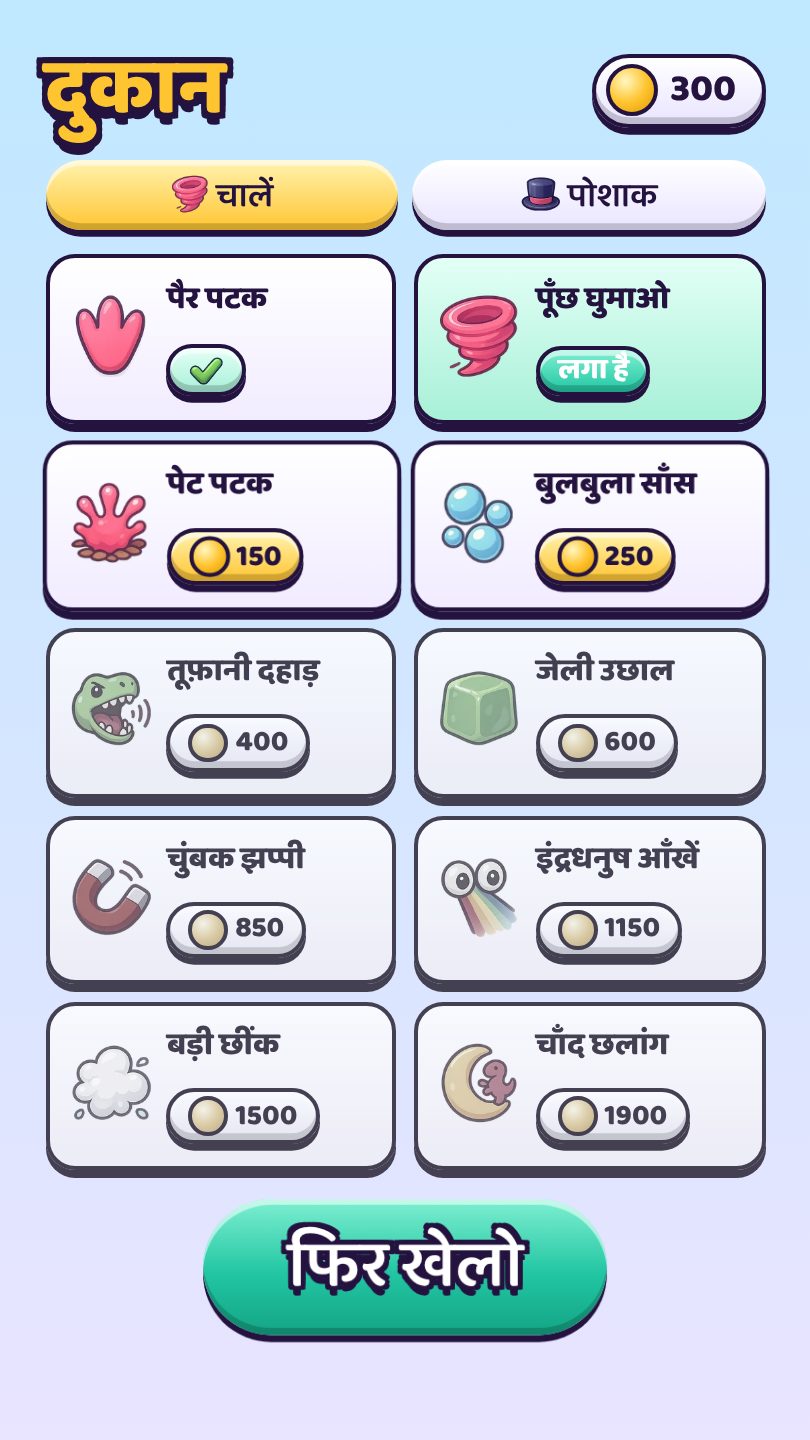 दुकान
300
चालें
पोशाक
पैर पटक
पूँछ घुमाओ
लगा है
पेट पटक
बुलबुला साँस
150
250
तूफ़ानी दहाड़
जेली उछाल
400
600
चुंबक झप्पी
इंद्रधनुष आँखें
850
1150
बड़ी छींक
चाँद छलांग
1500
1900
फिर खेलो